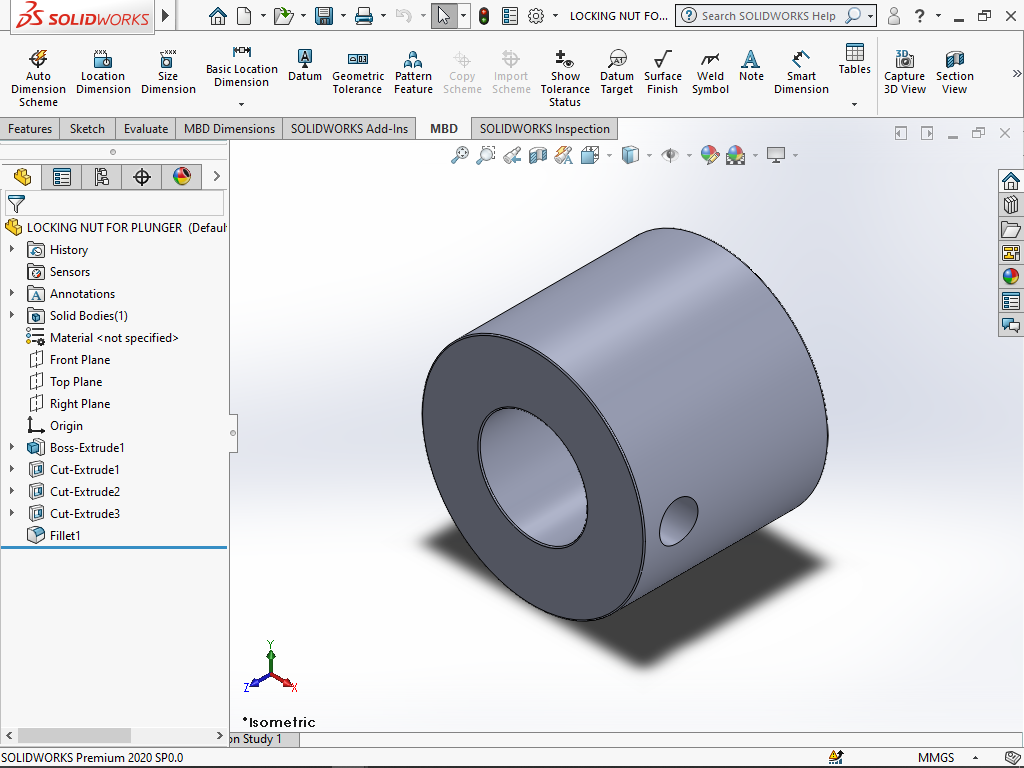 SOLIDWORKS
LOCKING NUT FO...
Search SOLIDWORKS Help
?
Auto Dimension Scheme
Location Dimension
Size Dimension
Basic Location Dimension
Datum
Geometric Tolerance
Pattern Feature
Copy Scheme
Import Scheme
Show Tolerance Status
Datum Target
Surface Finish
Weld Symbol
Note
Smart Dimension
Tables
Capture 3D View
Section View
Features
Sketch
Evaluate
MBD Dimensions
SOLIDWORKS Add-Ins
MBD
SOLIDWORKS Inspection
LOCKING NUT FOR PLUNGER (Defaul
History
Sensors
Annotations
Solid Bodies(1)
Material <not specified>
Front Plane
Top Plane
Right Plane
Origin
Boss-Extrude1
Cut-Extrude1
Cut-Extrude2
Cut-Extrude3
Fillet1
Y
Z
X
*Isometric
on Study 1
SOLIDWORKS Premium 2020 SP0.0
MMGS